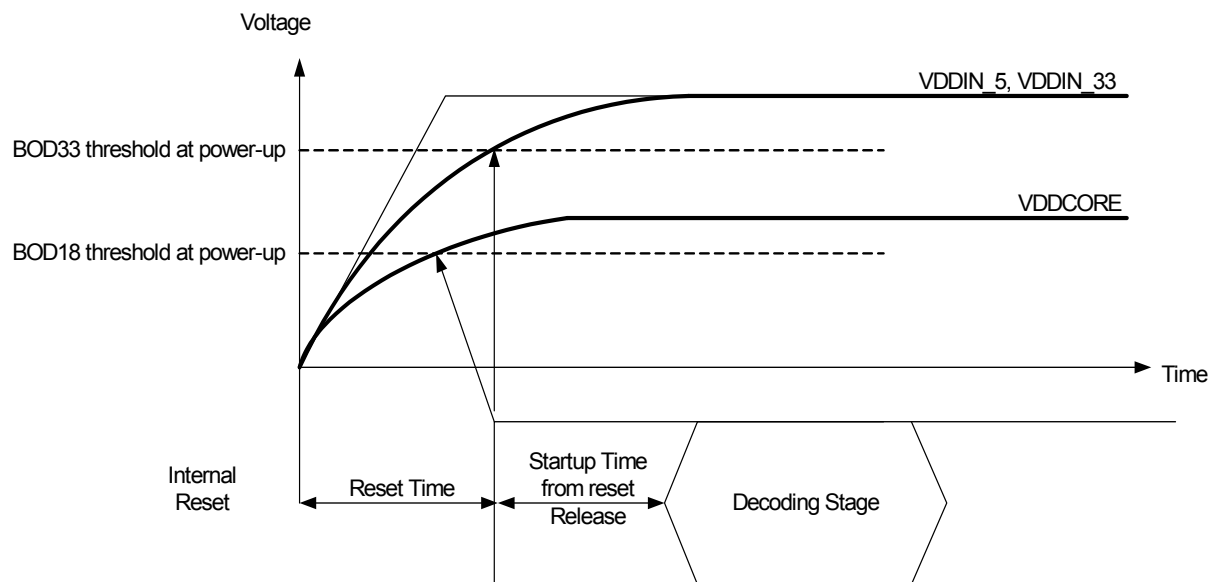 Voltage
VDDIN_5, VDDIN_33
BOD33 threshold at power-up
VDDCORE
BOD18 threshold at power-up
Time
Internal
Reset
Reset Time
Startup Time
from reset
Release
Decoding Stage